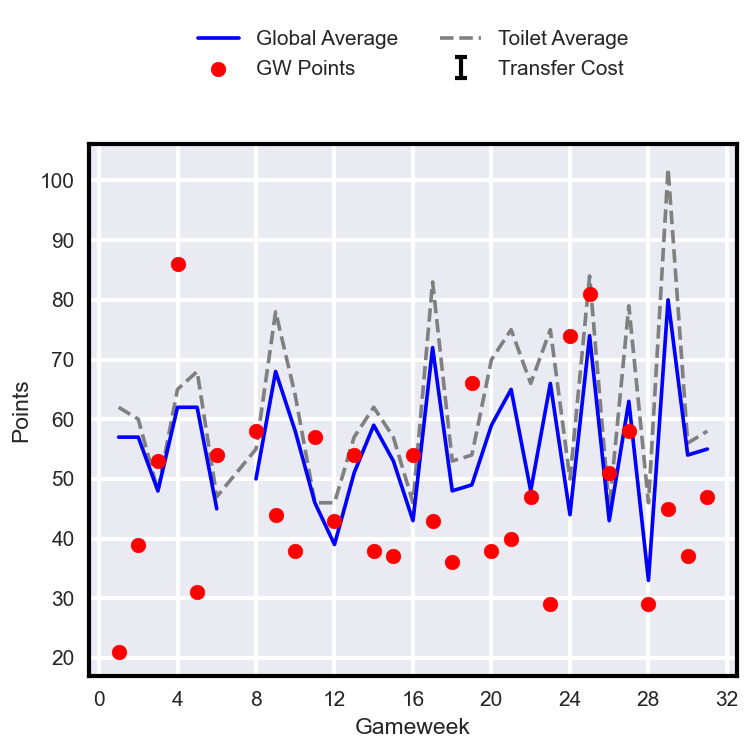 Global Average
Toilet Average
GW Points
Transfer Cost
100
90
80
70
60
50
40
30
20
Points
0 4 8 12 16 20 24 28 32
Gameweek